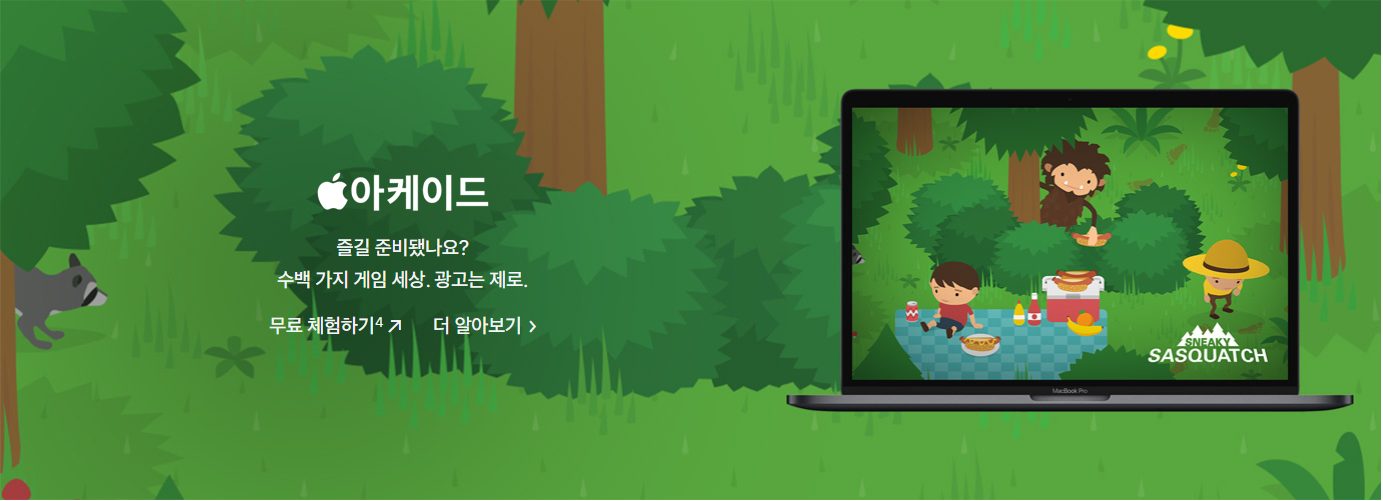 아케이드
즐길 준비됐나요?
수백 가지 게임 세상. 광고는 제로.
무료 체험하기4 더 알아보기 >
SNEAKY
SASQUATCH
MacBook Pro